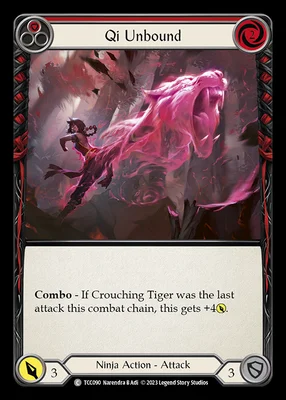 Qi Unbound
Combo - If Crouching Tiger was the last
attack this combat chain, this gets +4.
3
Ninja Action - Attack
3
C TCC090 Narendra B Adi © 2023 Legend Story Studios